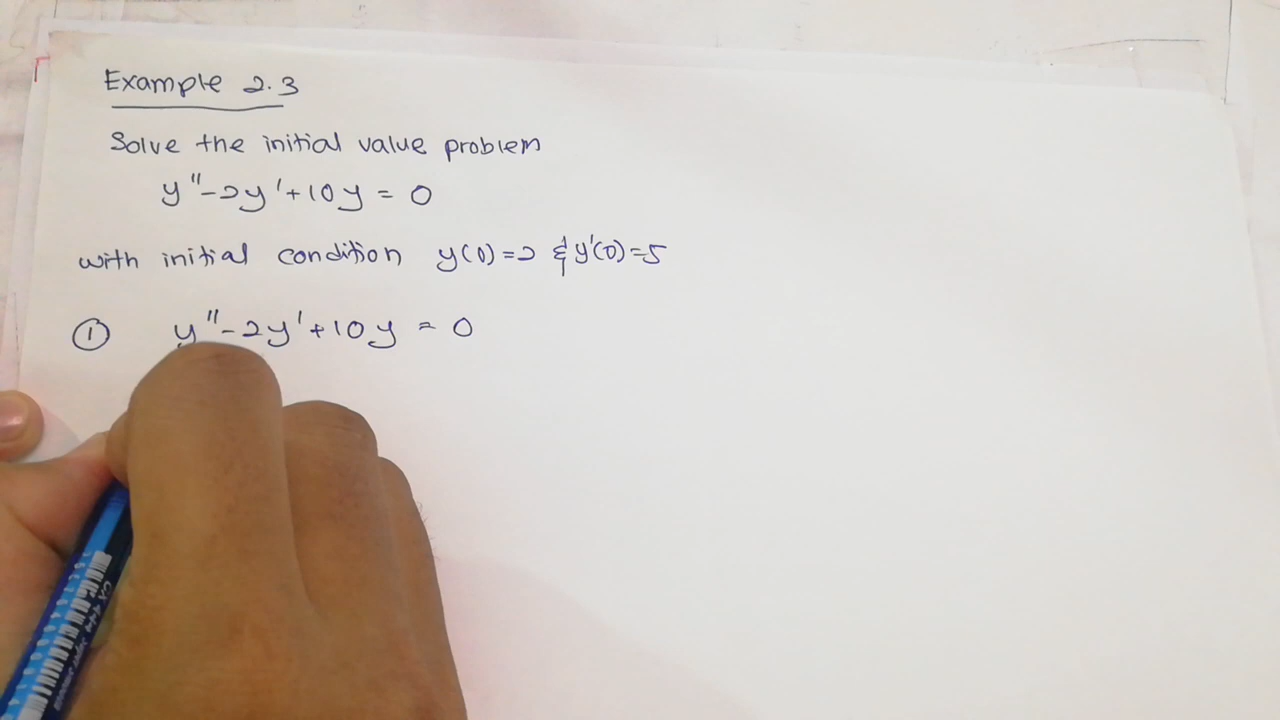 Example 2.3
Solve the initial value problem
y"-2y'+10y = 0
with initial condition y(0)=2 & y'(0)=5
① y"-2y'+10y = 0